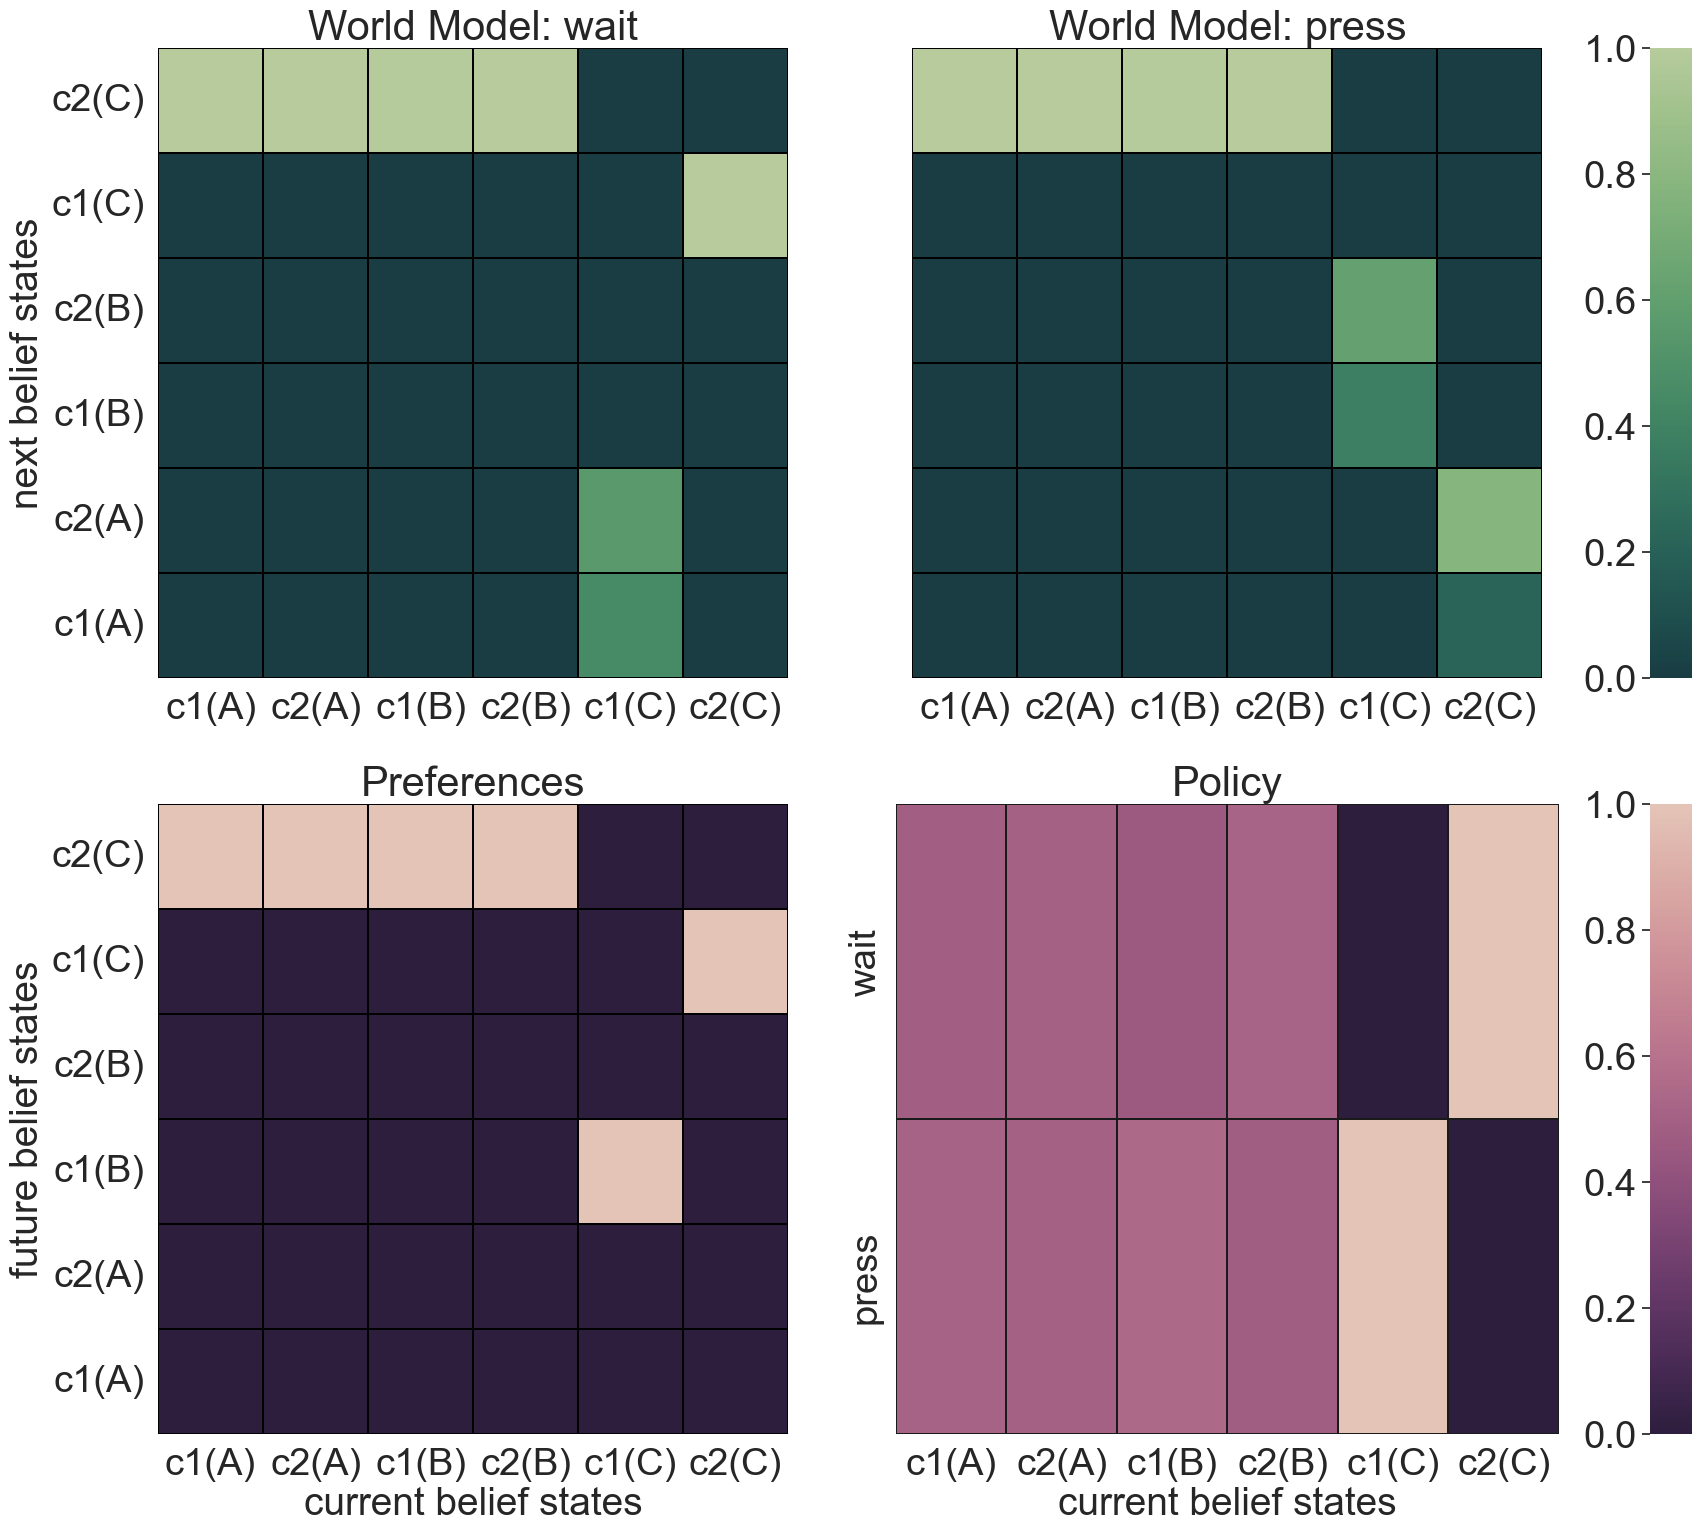 World Model: wait
World Model: press
next belief states
c2(C)
c1(C)
c2(B)
c1(B)
c2(A)
c1(A)
c1(A) c2(A) c1(B) c2(B) c1(C) c2(C)
c1(A) c2(A) c1(B) c2(B) c1(C) c2(C)
1.0
0.8
0.6
0.4
0.2
0.0
Preferences
Policy
future belief states
c2(C)
c1(C)
c2(B)
c1(B)
c2(A)
c1(A)
c1(A) c2(A) c1(B) c2(B) c1(C) c2(C)
current belief states
wait
press
c1(A) c2(A) c1(B) c2(B) c1(C) c2(C)
current belief states
1.0
0.8
0.6
0.4
0.2
0.0